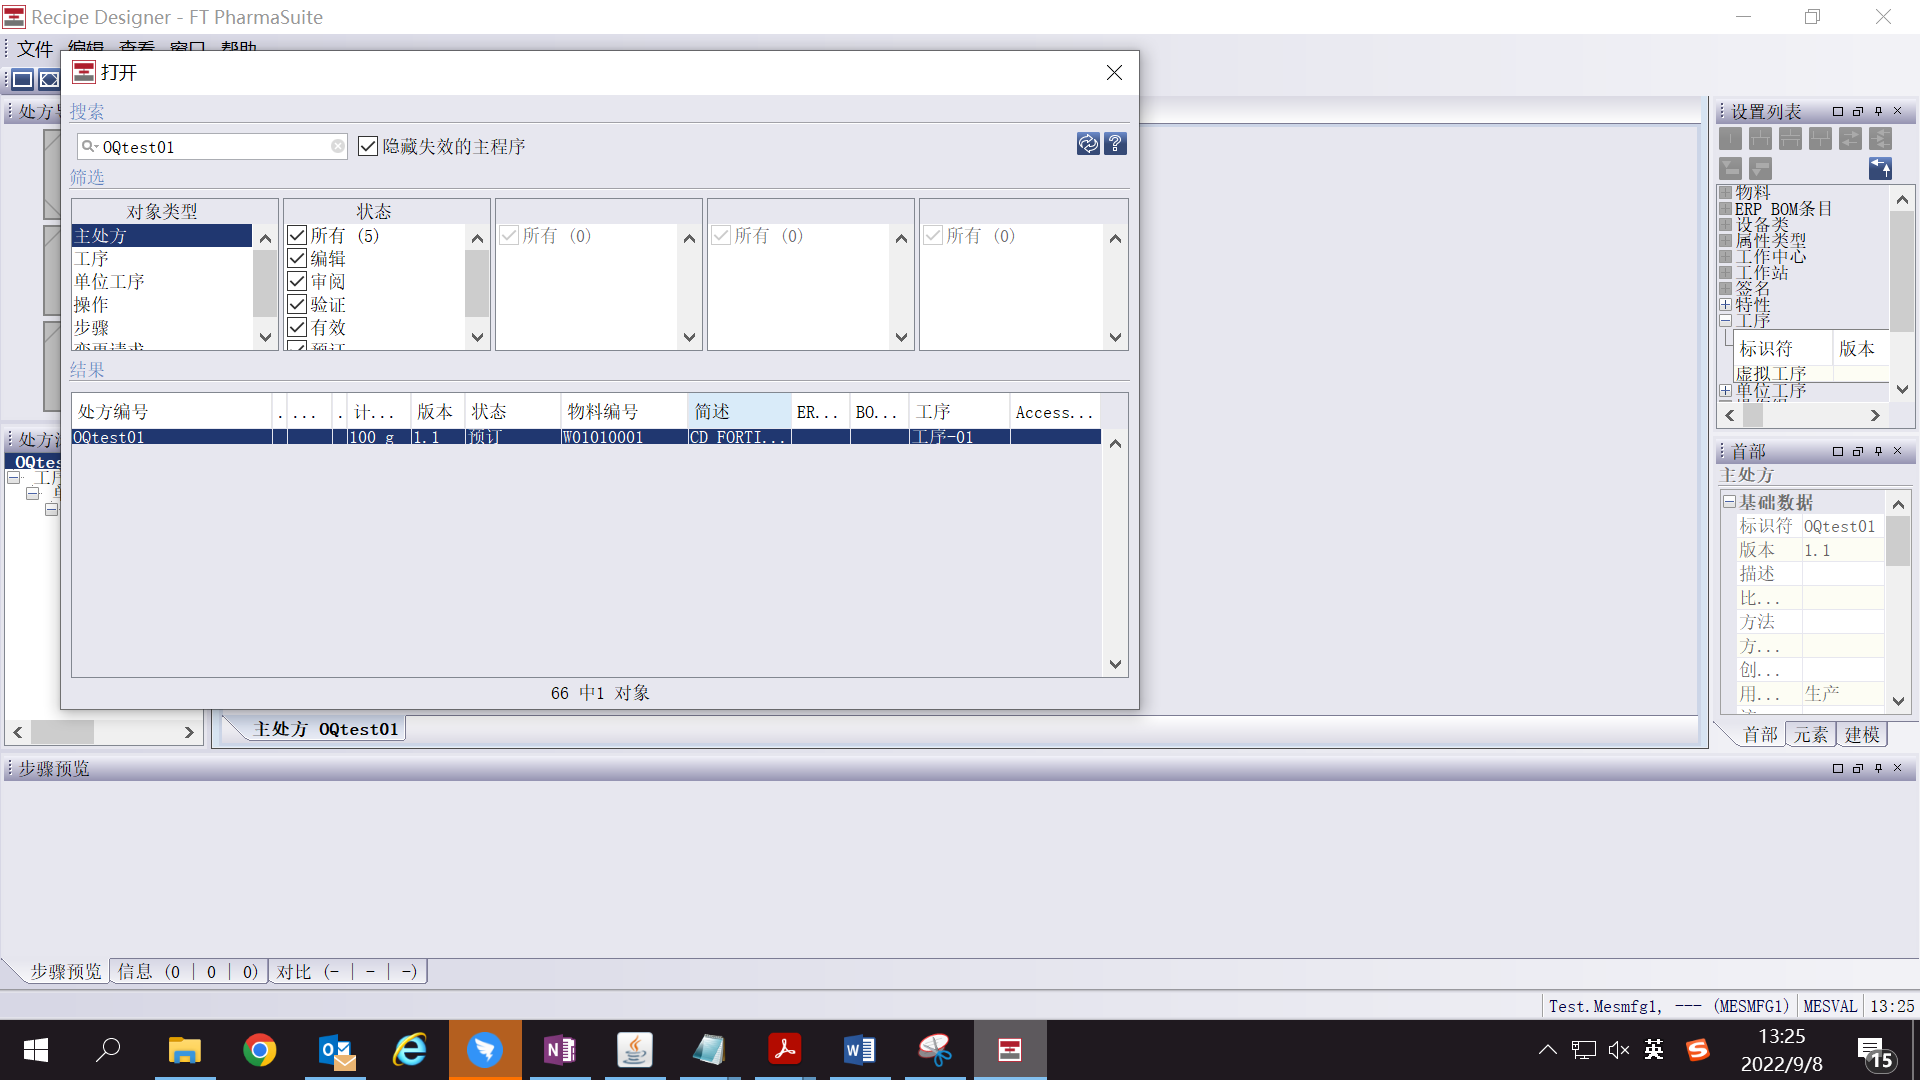 Recipe Designer - FT PharmaSuite
文件 编辑 查看 窗口 帮助
打开
搜索
OQtest01
隐藏失效的主程序
筛选
对象类型
主处方
工序
单位工序
操作
步骤
变更请求
状态
所有 (5)
编辑
审阅
验证
有效
预订
所有 (0)
所有 (0)
所有 (0)
结果
处方编号 . ... . 计... 版本 状态 物料编号 简述 ER... BO... 工序 Access...
OQtest01 100 g 1.1 预订 W01010001 CD FORTI... 工序-01
66 中1 对象
处方
处方
OQtes
工序
主处方 OQtest01
设置列表
物料
ERP BOM条目
设备类
属性类型
工作中心
工作站
签名
特性
工序
标识符 版本
虚拟工序
单位工序
首部
主处方
基础数据
标识符 OQtest01
版本 1.1
描述
比...
方法
方...
创...
用... 生产
首部 元素 建模
步骤预览
步骤预览 信息 (0 | 0 | 0) 对比 (- | - | -)
Test.Mesmfg1, --- (MESMFG1) MESVAL 13:25
英
13:25
2022/9/8
15